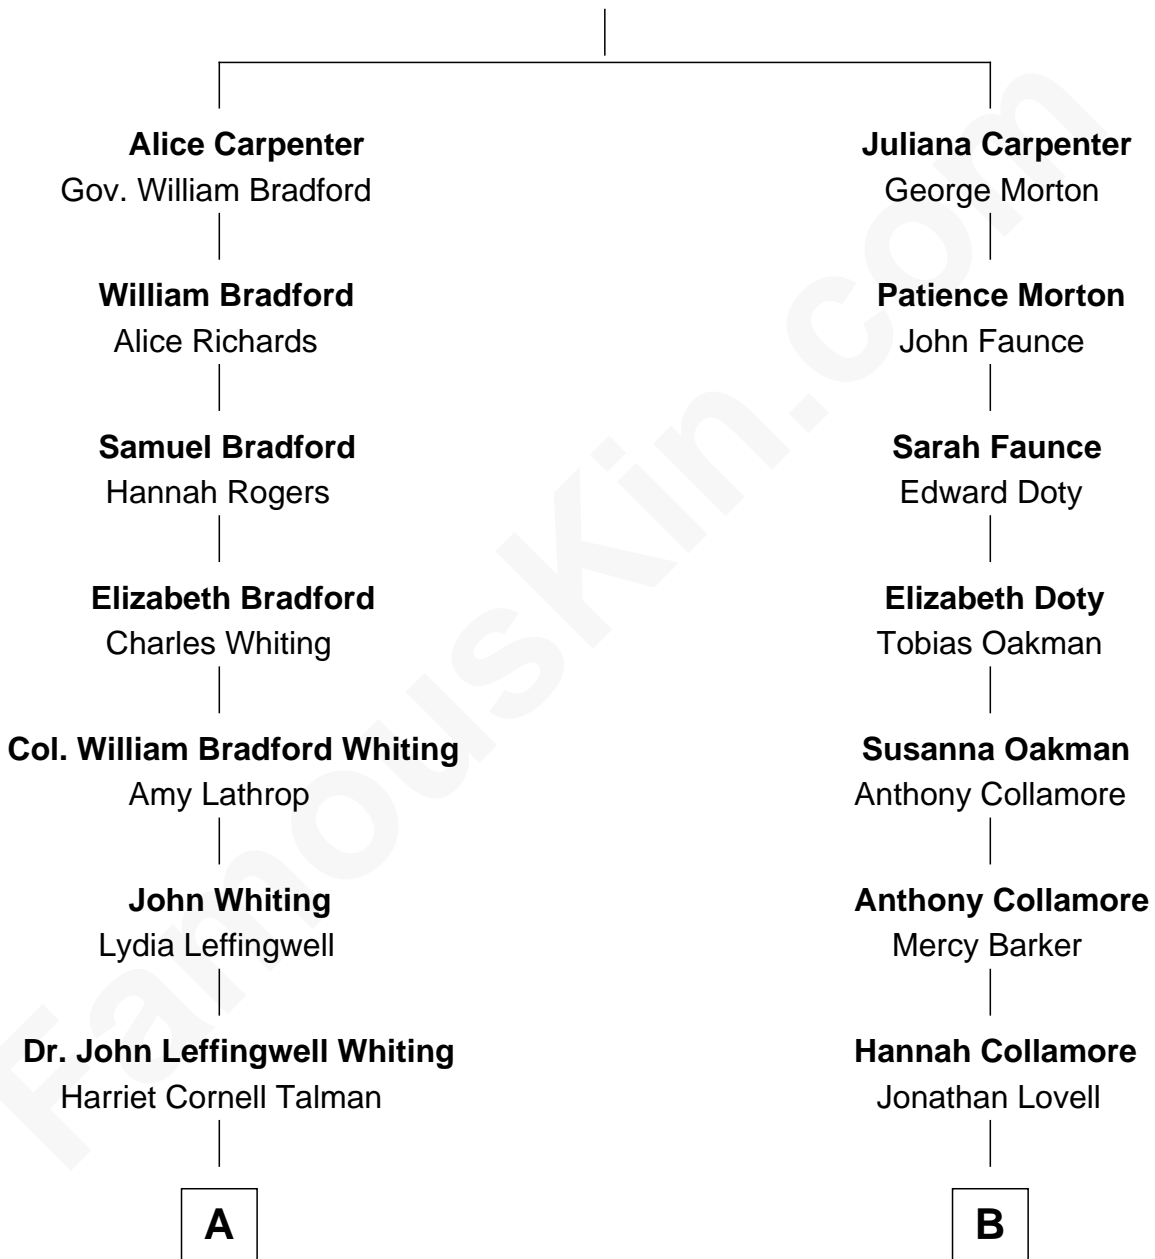 Alice Carpenter
Gov. William Bradford
William Bradford
Alice Richards
Samuel Bradford
Hannah Rogers
Elizabeth Bradford
Charles Whiting
Col. William Bradford Whiting
Amy Lathrop
John Whiting
Lydia Leffingwell
Dr. John Leffingwell Whiting
Harriet Cornell Talman
A
Juliana Carpenter
George Morton
Patience Morton
John Faunce
Sarah Faunce
Edward Doty
Elizabeth Doty
Tobias Oakman
Susanna Oakman
Anthony Collamore
Anthony Collamore
Mercy Barker
Hannah Collamore
Jonathan Lovell
B
FamousKin.com